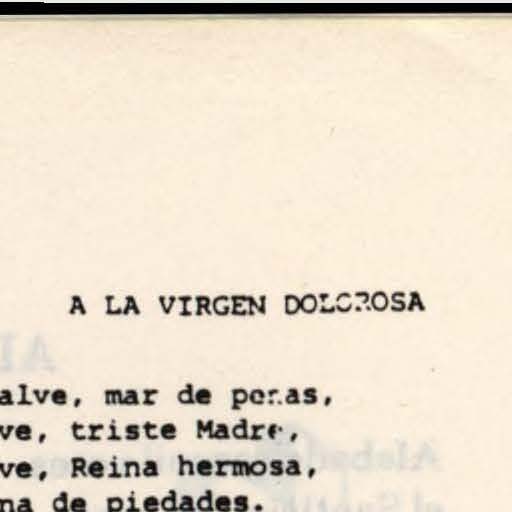 A LA VIRGEN DOLOROSA
alve, mar de penas,
ve, triste Madre,
ve, Reina hermosa,
na de piedades.